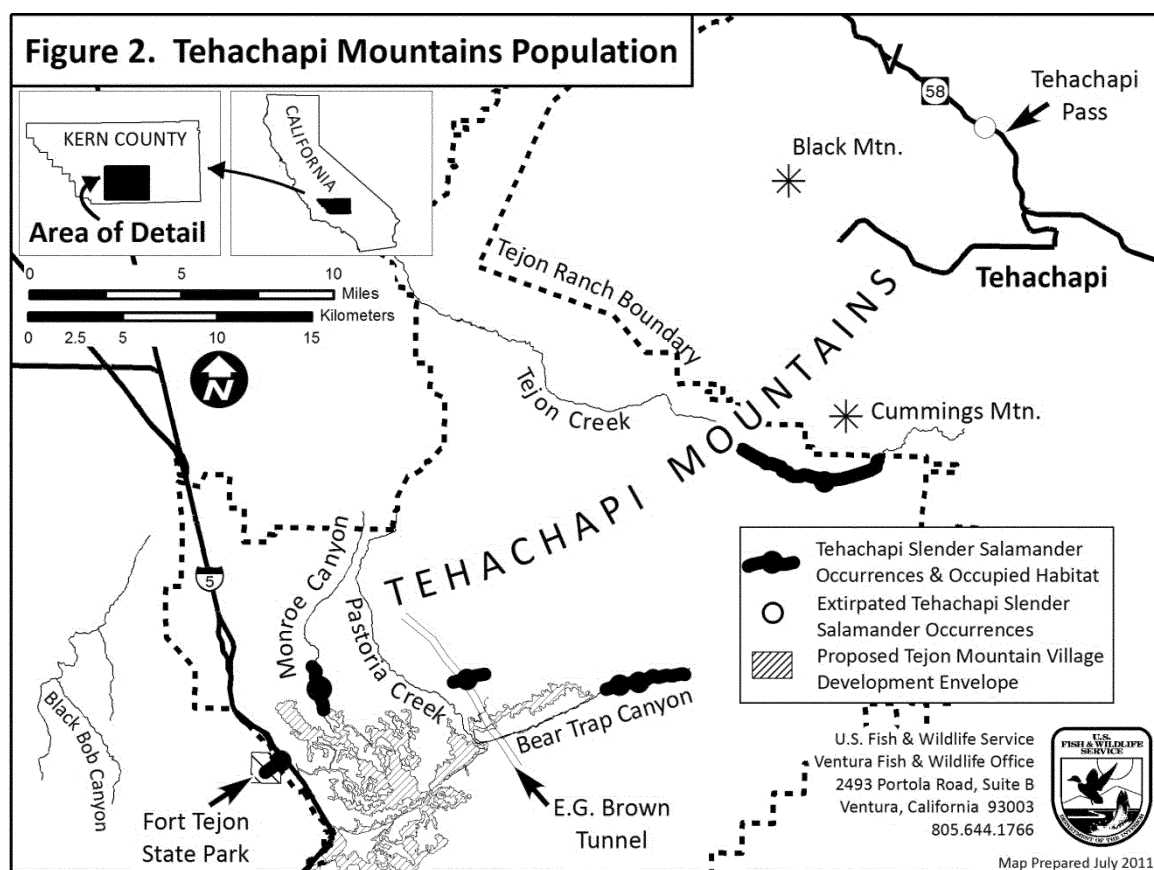 Figure 2. Tehachapi Mountains Population
KERN COUNTY
Area of Detail
CALIFORNIA
0 5 10
Miles
Kilometers
0 2.5 5 10 15
N
58
Tehachapi
Pass
Black Mtn.
Tehachapi
Tejon Ranch Boundary
Tejon Creek
TEHACHAPI MOUNTAINS
Cummings Mtn.
5
Monroe Canyon
Pastoria Creek
Bear Trap Canyon
Black Bob Canyon
Fort Tejon
State Park
E.G. Brown
Tunnel
Tehachapi Slender Salamander
Occurrences & Occupied Habitat
Extirpated Tehachapi Slender
Salamander Occurrences
Proposed Tejon Mountain Village
Development Envelope
U.S. Fish & Wildlife Service
Ventura Fish & Wildlife Office
2493 Portola Road, Suite B
Ventura, California 93003
805.644.1766
U.S.
FISH & WILDLIFE
SERVICE
DEPARTMENT OF THE INTERIOR
Map Prepared July 2011